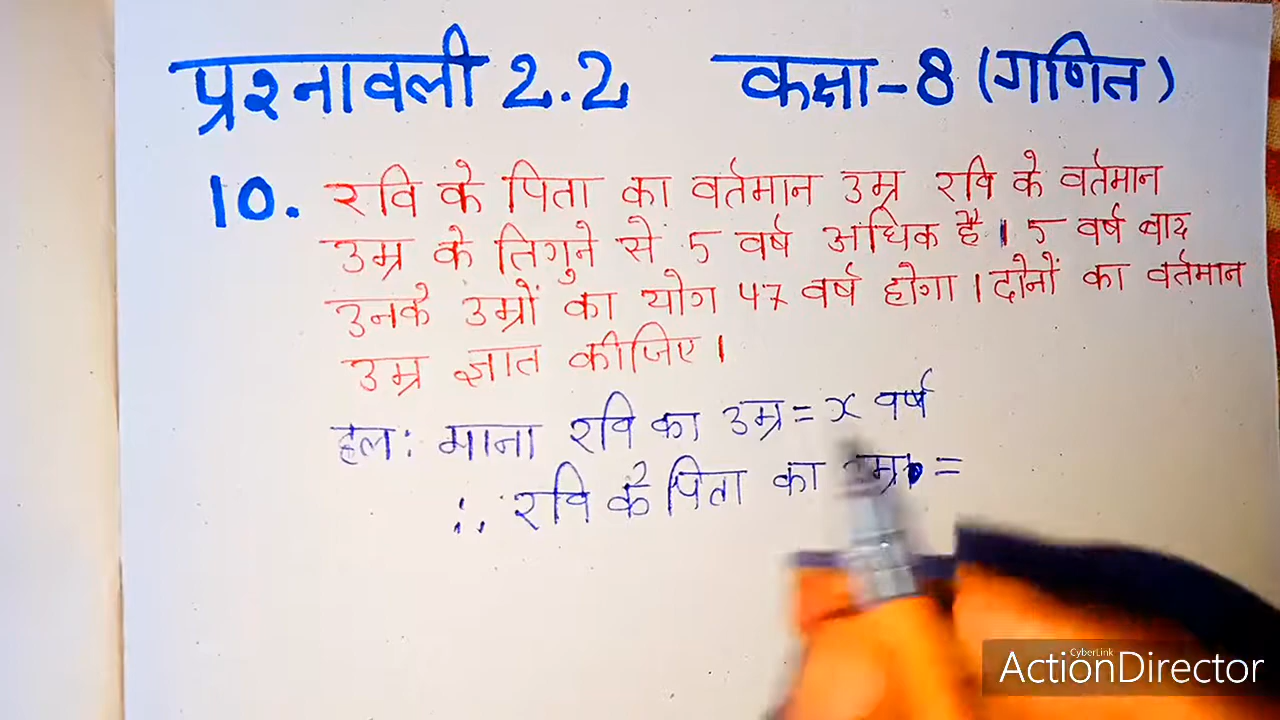 प्रश्नावली 2.2 कक्षा-8 (गणित)
10. रवि के पिता का वर्तमान उम्र रवि के वर्तमान
उम्र के तिगुने से 5 वर्ष अधिक है। 5 वर्ष बाद
उनके उम्रों का योग 47 वर्ष होगा। दोनों का वर्तमान
उम्र ज्ञात कीजिए।
हल: माना रवि का उम्र = x वर्ष
∴ रवि के पिता का उम्र =
CyberLink
ActionDirector